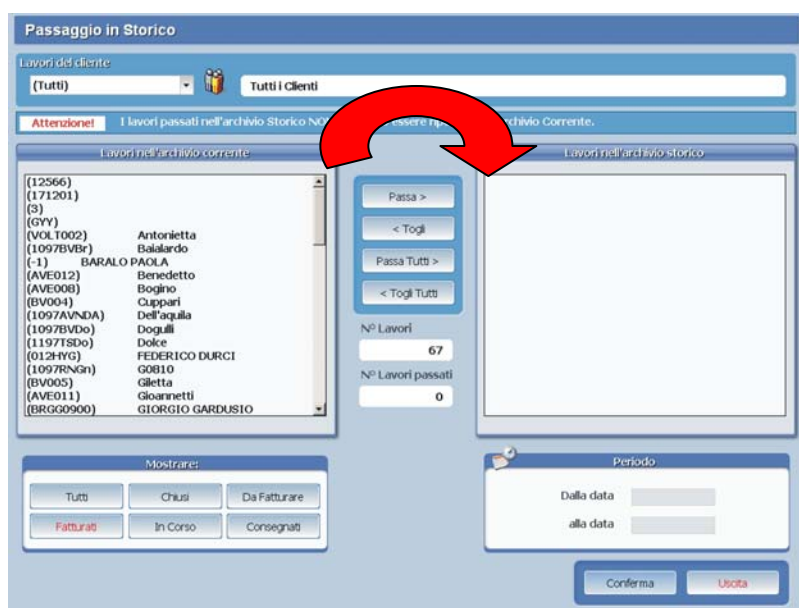 Passaggio in Storico
Lavori del cliente
(Tutti)
Tutti i Clienti
Attenzione! I lavori passati nell'archivio Storico essere Corrente.
Lavori nell'archivio corrente
Lavori nell'archivio storico
(12566)
(171201)
(3)
(GYY)
(VOLT002) Antonietta
(1097BVBr) Baialardo
(-1) BARALO PAOLA
(AVE012) Benedetto
(AVE008) Bogino
(BV004) Cuppari
(1097AVNDA) Dell'aquila
(1097BVDo) Dogulli
(1197TSDo) Dolce
(012HYG) FEDERICO DURCI
(1097RNGn) G0810
(BV005) Giletta
(AVE011) Gioannetti
(BRGG0900) GIORGIO GARDUSIO
Passa >
< Togli
Passa Tutti >
< Togli Tutti
Nº Lavori
67
Nº Lavori passati
0
Mostrare:
Tutti Chiusi Da Fatturare
Fatturati In Corso Consegnati
Periodo
Dalla data
alla data
Conferma Uscita